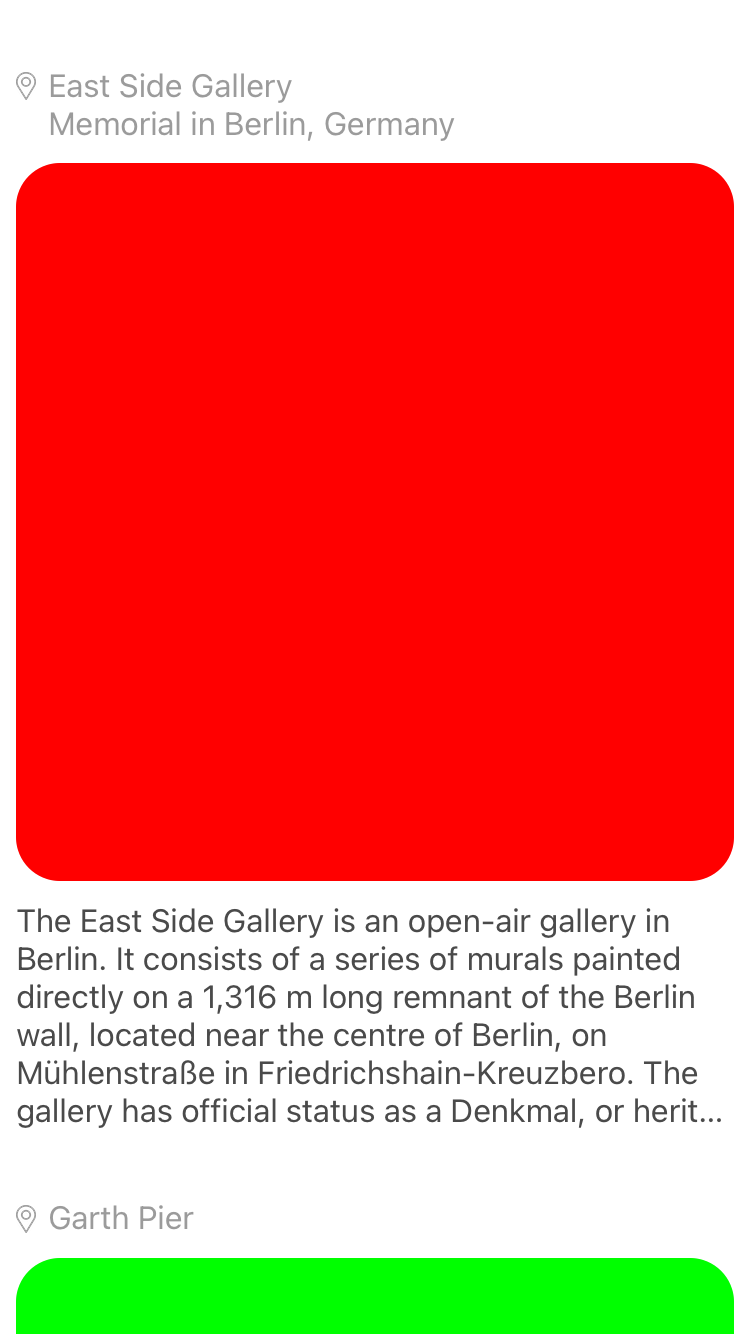 East Side Gallery
Memorial in Berlin, Germany
The East Side Gallery is an open-air gallery in
Berlin. It consists of a series of murals painted
directly on a 1,316 m long remnant of the Berlin
wall, located near the centre of Berlin, on
Mühlenstraße in Friedrichshain-Kreuzbero. The
gallery has official status as a Denkmal, or herit...
Garth Pier